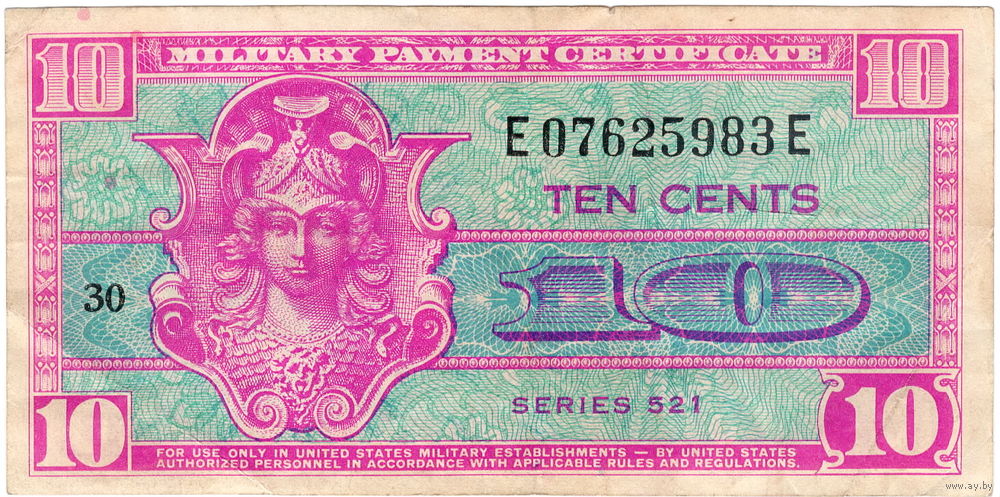 10 MILITARY PAYMENT CERTIFICATE 10
E07625983E
TEN CENTS
30
10
SERIES 521
10 10
FOR USE ONLY IN UNITED STATES MILITARY ESTABLISHMENTS — BY UNITED STATES
AUTHORIZED PERSONNEL IN ACCORDANCE WITH APPLICABLE RULES AND REGULATIONS.
www.ay.by